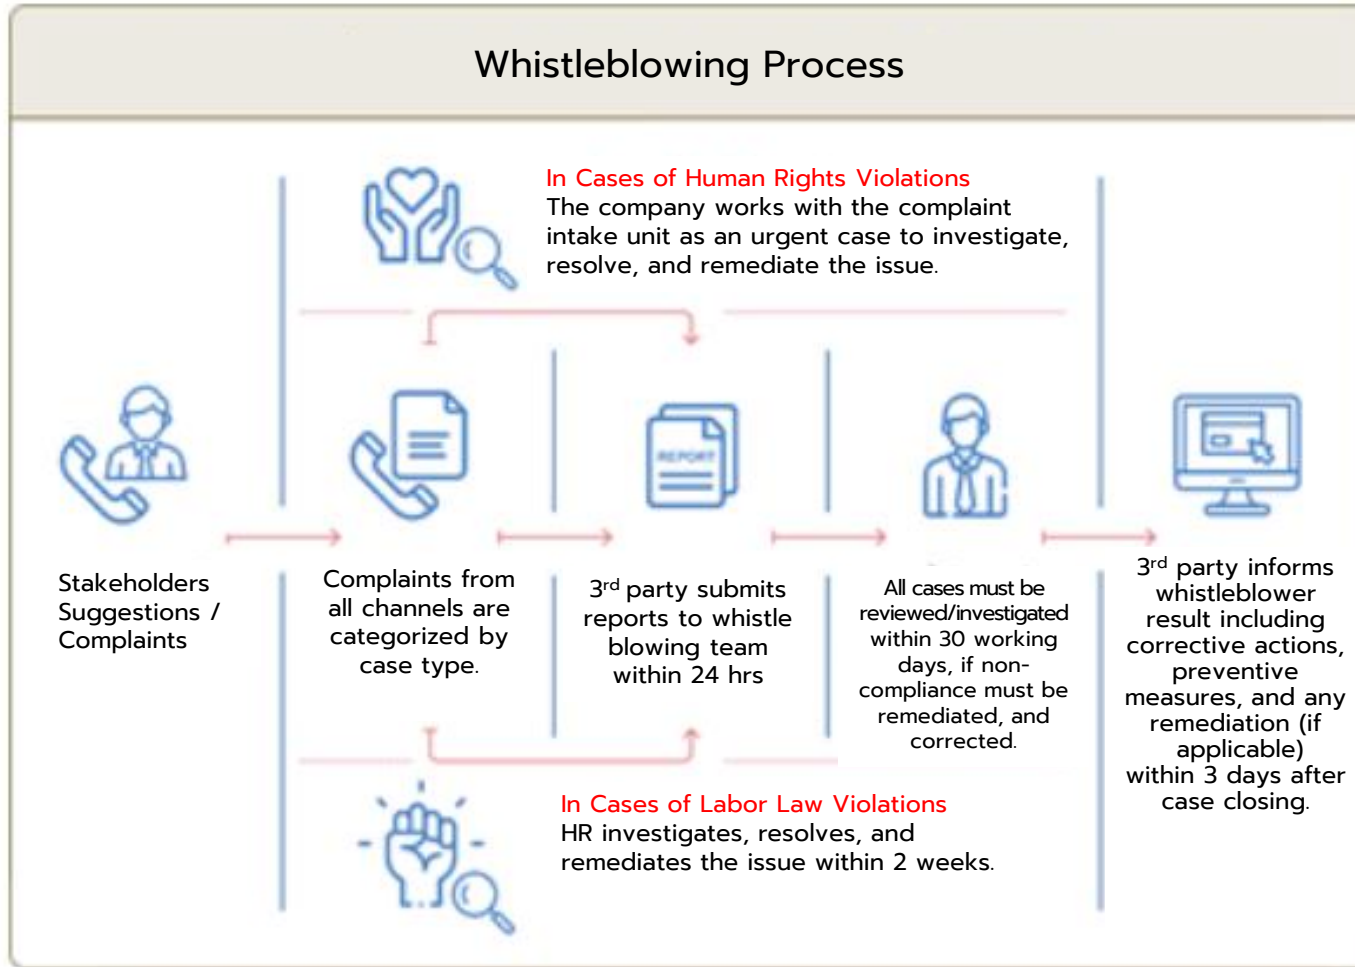 Whistleblowing Process
In Cases of Human Rights Violations
The company works with the complaint
intake unit as an urgent case to investigate,
resolve, and remediate the issue.
Stakeholders
Suggestions /
Complaints
Complaints from
all channels are
categorized by
case type.
REPORT
3rd party submits
reports to whistle
blowing team
within 24 hrs
All cases must be
reviewed/investigated
within 30 working
days, if non-
compliance must be
remediated, and
corrected.
3rd party informs
whistleblower
result including
corrective actions,
preventive
measures, and any
remediation (if
applicable)
within 3 days after
case closing.
In Cases of Labor Law Violations
HR investigates, resolves, and
remediates the issue within 2 weeks.